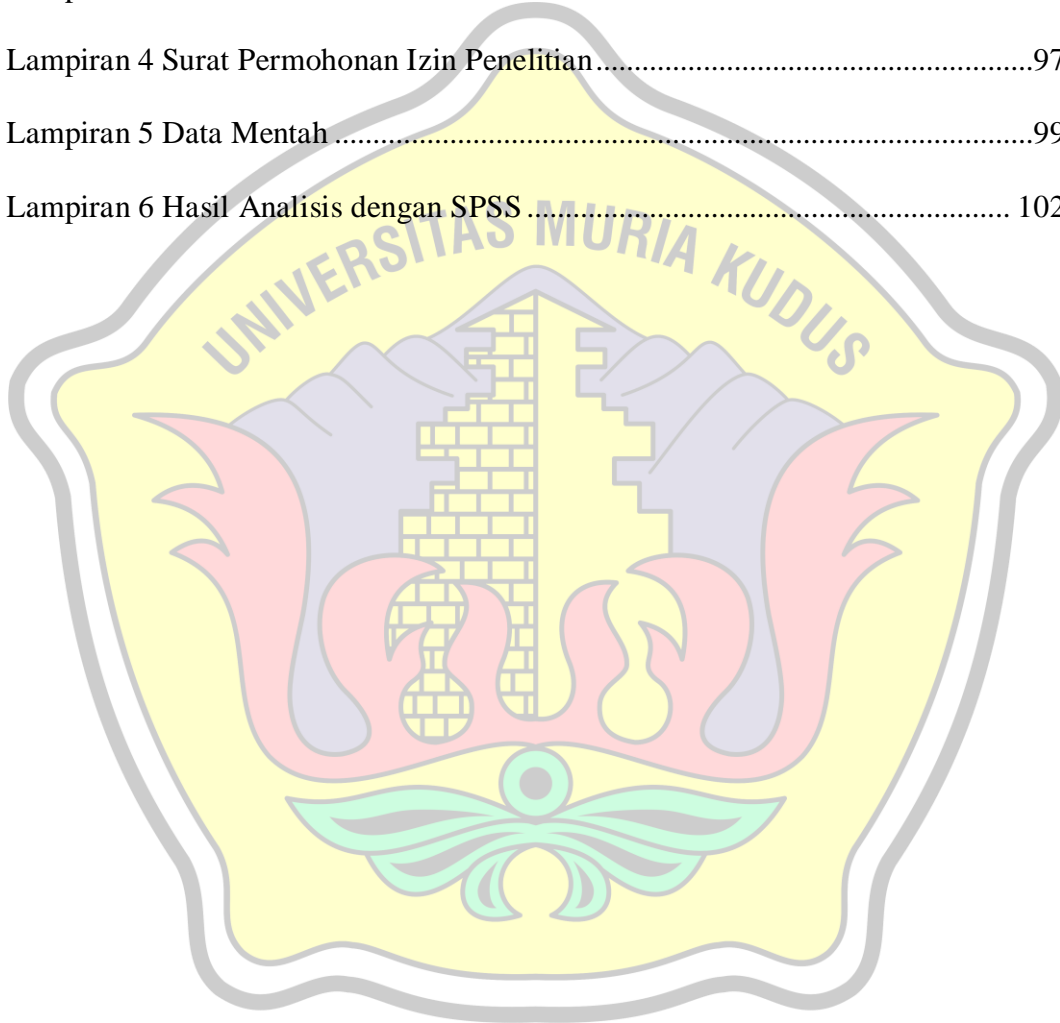 Lampiran 4 Surat Permohonan Izin Penelitian.....................................................97
Lampiran 5 Data Mentah.....................................................................................99
Lampiran 6 Hasil Analisis dengan SPSS........................................................... 102
UNIVERSITAS MURIA KUDUS